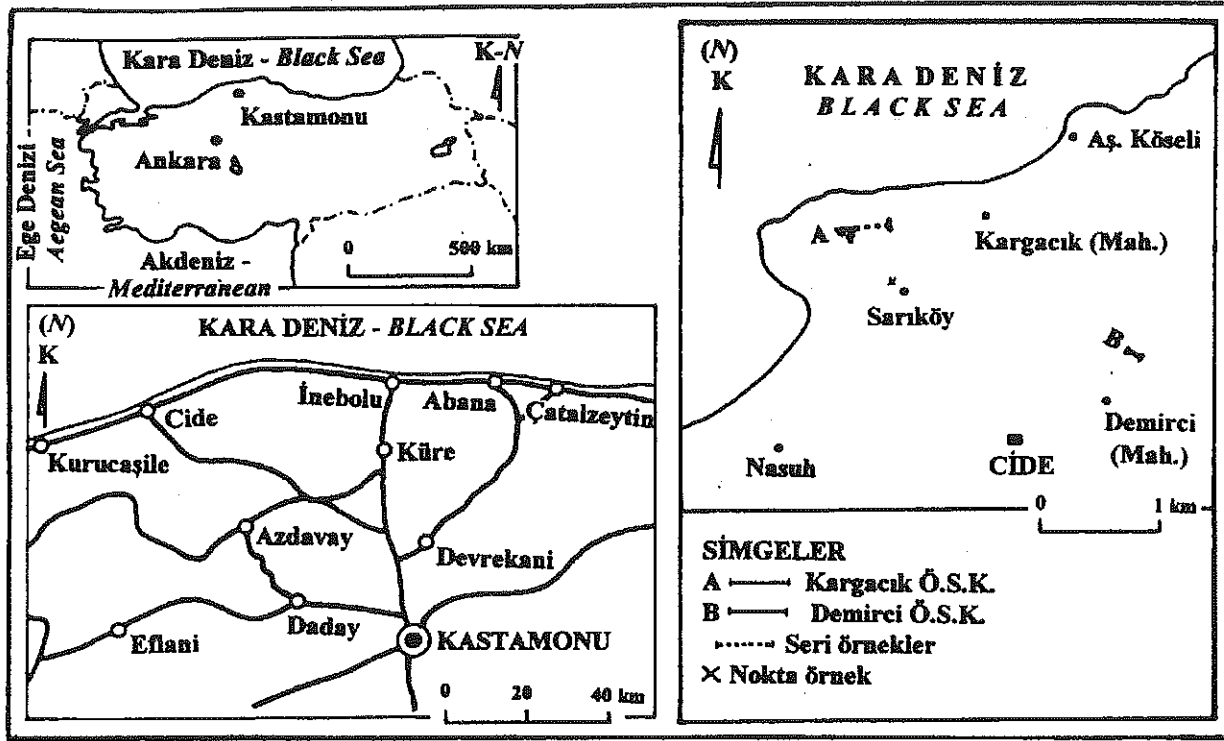 Kara Deniz - Black Sea
K-N
Kastamonu
Ankara
Ege Denizi -
Aegean Sea
0 500 km
Akdeniz -
Mediterranean
(N)
K
KARA DENİZ - BLACK SEA
Cide
İnebolu
Abana
Çatalzeytin
Kurucaşile
Küre
Azdavay
Devrekani
Eflani
Daday
KASTAMONU
0 20 40 km
(N)
K
KARA DENİZ
BLACK SEA
Aş. Köseli
A
Kargacık (Mah.)
Sarıköy
B
Demirci
(Mah.)
Nasuh
CİDE
0 1 km
SİMGELER
A Kargacık Ö.S.K.
B Demirci Ö.S.K.
Seri örnekler
Nokta örnek